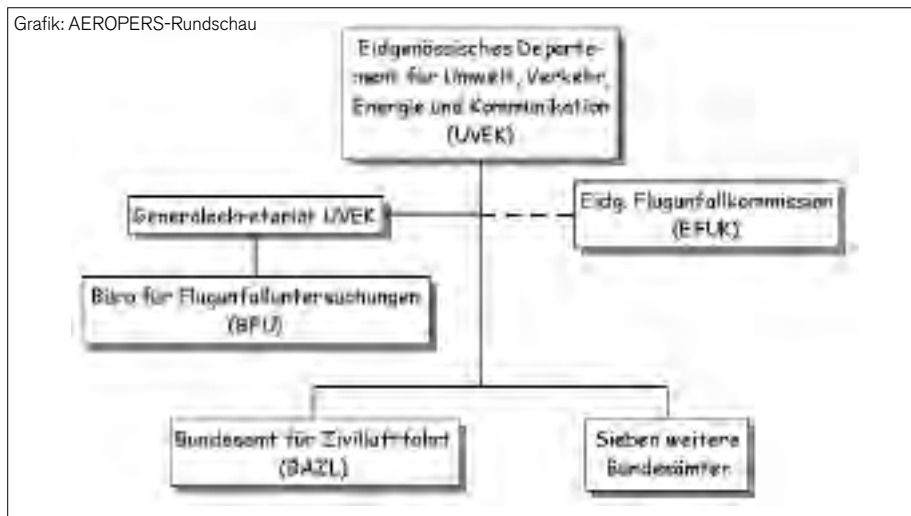 Grafik: AEROPERS-Rundschau
Eidgenössisches Departe-
ment für Umwelt, Verkehr,
Energie und Kommunikation
(UVEK)
Generalsekretariat UVEK
Eidg. Flugunfallkommission
(EFUK)
Büro für Flugunfalluntersuchungen
(BFU)
Bundesamt für Zivilluftfahrt
(BAZL)
Sieben weitere
Bundesämter